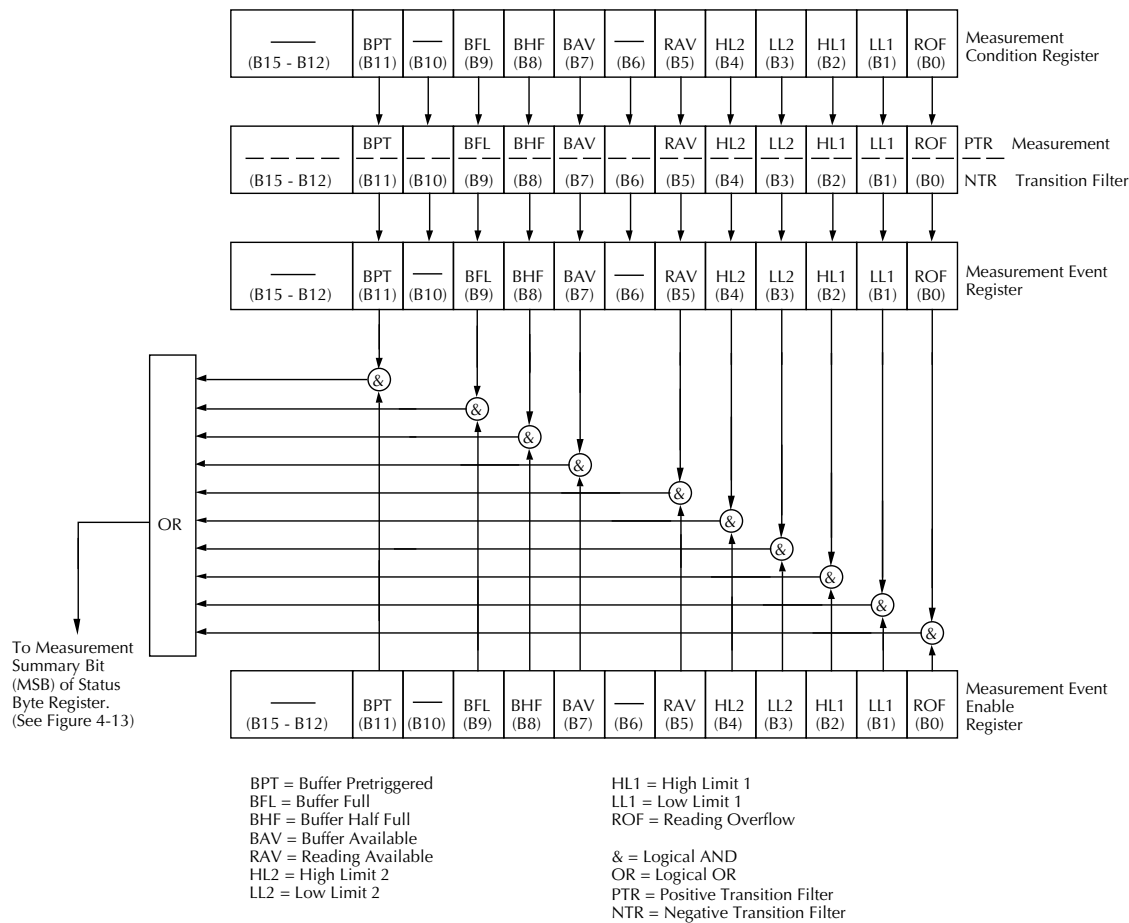 BPT BFL BHF BAV RAV HL2 LL2 HL1 LL1 ROF
(B15 - B12) (B11) (B10) (B9) (B8) (B7) (B6) (B5) (B4) (B3) (B2) (B1) (B0)
Measurement
Condition Register
BPT BFL BHF BAV RAV HL2 LL2 HL1 LL1 ROF
(B15 - B12) (B11) (B10) (B9) (B8) (B7) (B6) (B5) (B4) (B3) (B2) (B1) (B0)
PTR Measurement
NTR Transition Filter
BPT BFL BHF BAV RAV HL2 LL2 HL1 LL1 ROF
(B15 - B12) (B11) (B10) (B9) (B8) (B7) (B6) (B5) (B4) (B3) (B2) (B1) (B0)
Measurement Event
Register
&
&
&
&
&
&
&
&
&
&
OR
To Measurement
Summary Bit
(MSB) of Status
Byte Register.
(See Figure 4-13)
BPT BFL BHF BAV RAV HL2 LL2 HL1 LL1 ROF
(B15 - B12) (B11) (B10) (B9) (B8) (B7) (B6) (B5) (B4) (B3) (B2) (B1) (B0)
Measurement Event
Enable
Register
BPT = Buffer Pretriggered
BFL = Buffer Full
BHF = Buffer Half Full
BAV = Buffer Available
RAV = Reading Available
HL2 = High Limit 2
LL2 = Low Limit 2
HL1 = High Limit 1
LL1 = Low Limit 1
ROF = Reading Overflow
& = Logical AND
OR = Logical OR
PTR = Positive Transition Filter
NTR = Negative Transition Filter